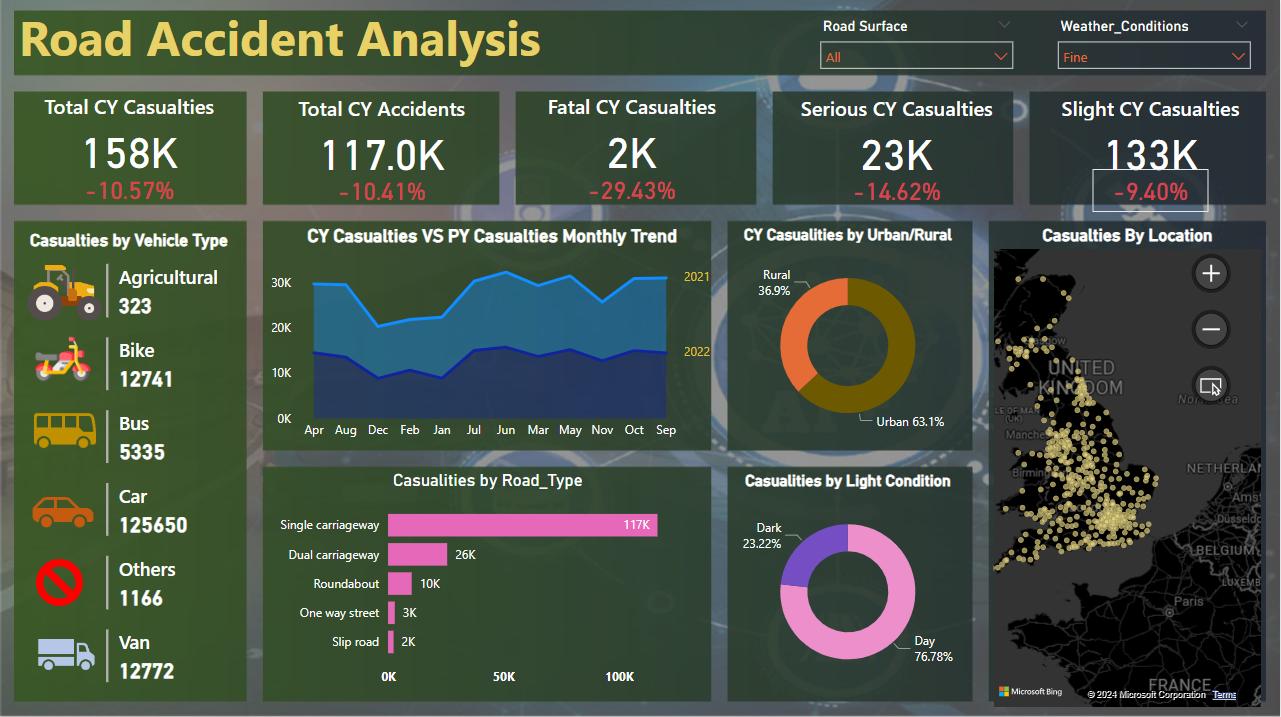 Road Accident Analysis
Road Surface
All
Weather_Conditions
Fine
Total CY Casualties
158K
-10.57%
Total CY Accidents
117.0K
-10.41%
Fatal CY Casualties
2K
-29.43%
Serious CY Casualties
23K
-14.62%
Slight CY Casualties
133K
-9.40%
Casualties by Vehicle Type
Agricultural
323
Bike
12741
Bus
5335
Car
125650
Others
1166
Van
12772
CY Casualties VS PY Casualties Monthly Trend
30K
20K
10K
0K
2021
2022
Apr Aug Dec Feb Jan Jul Jun Mar May Nov Oct Sep
Casualties by Road_Type
Single carriageway 117K
Dual carriageway 26K
Roundabout 10K
One way street 3K
Slip road 2K
0K 50K 100K
CY Casualities by Urban/Rural
Rural
36.9%
Urban 63.1%
Casualities by Light Condition
Dark
23.22%
Day
76.78%
Casualties By Location
UNITED
KINGDOM
NETHERLAN
BELGIUM
LUXEMB
Paris
FRANCE
Microsoft Bing
© 2024 Microsoft Corporation Terms